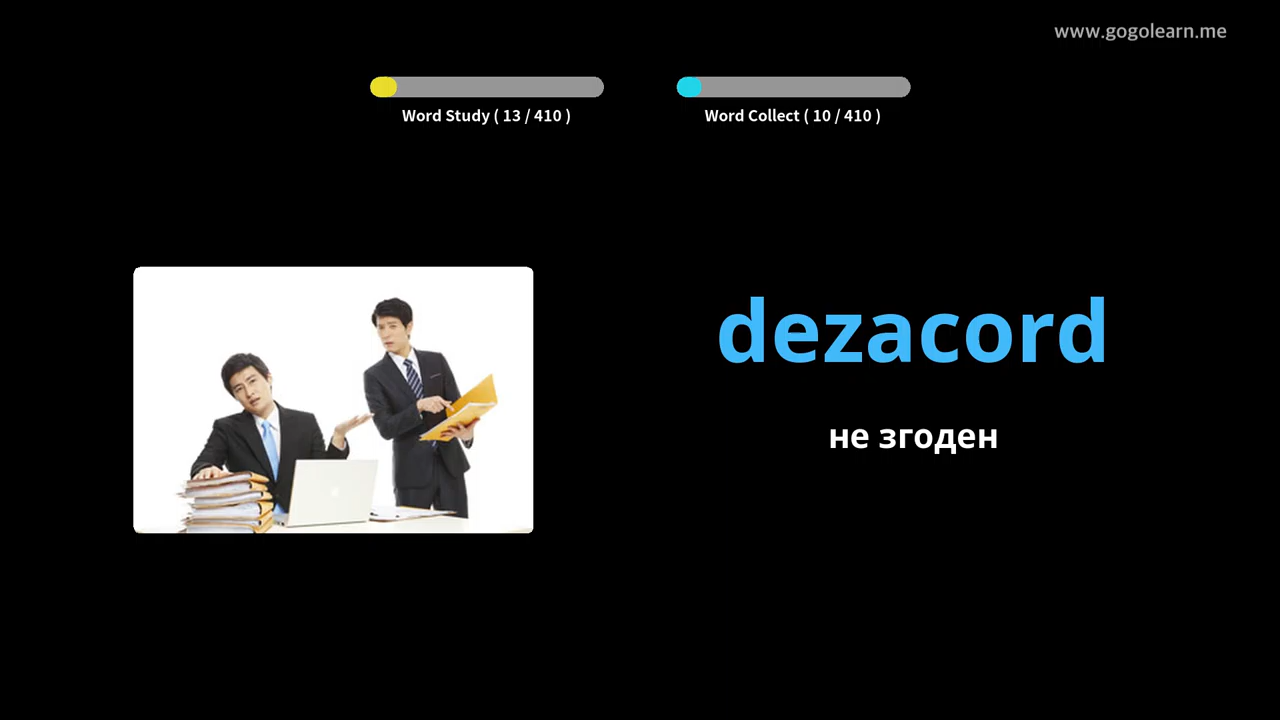 www.gogolearn.me
Word Study ( 13 / 410 )
Word Collect ( 10 / 410 )
dezacord
не згоден